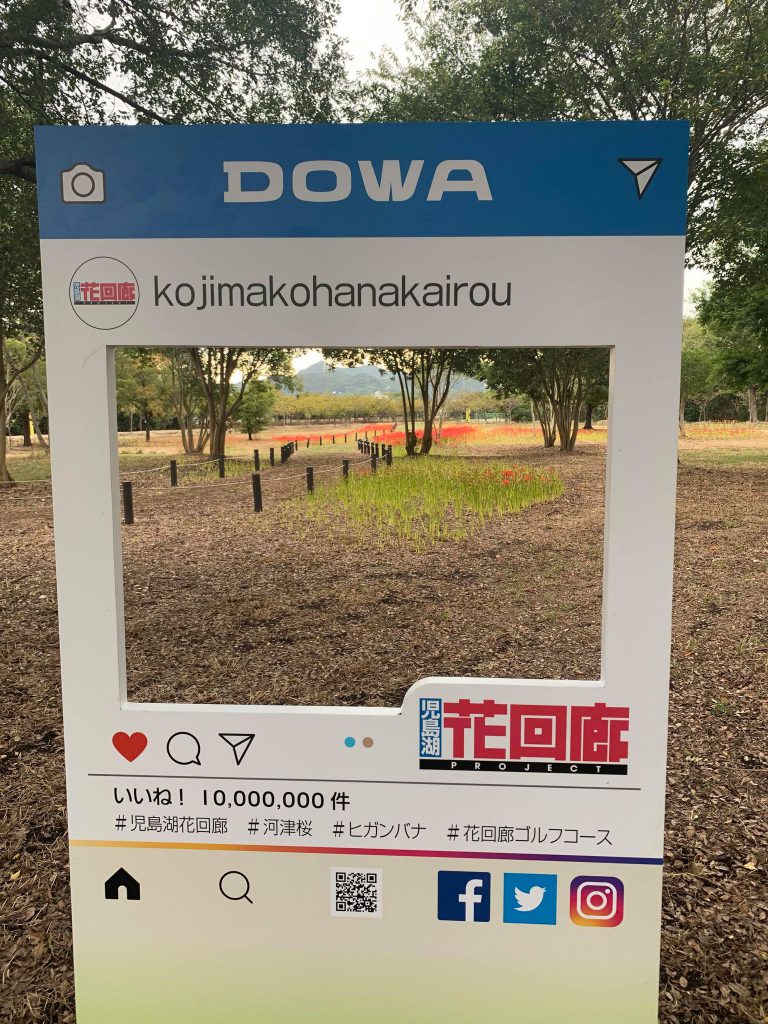 DOWA
児島湖 花回廊 PROJECT
kojimakohanakairou
児島湖
花回廊
PROJECT
いいね! 10,000,000 件
#児島湖花回廊 #河津桜 #ヒガンバナ #花回廊ゴルフコース